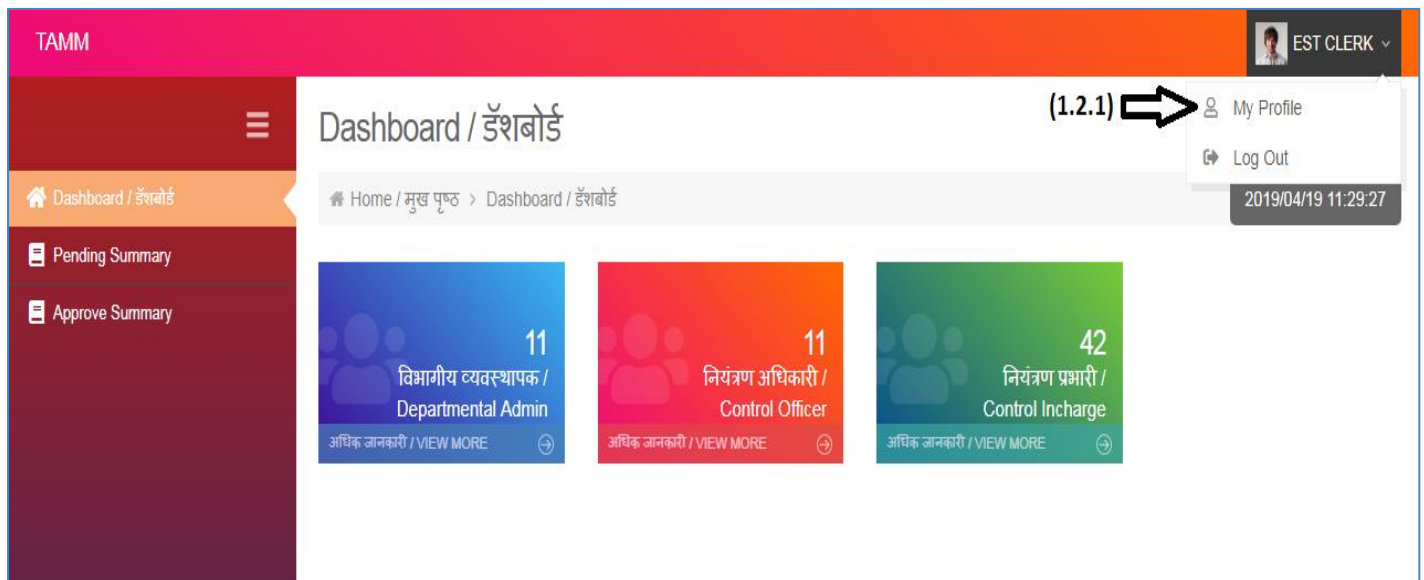 TAMM
EST CLERK
(1.2.1)
My Profile
Log Out
Dashboard / डॅशबोर्ड
Home / मुख पृष्ठ > Dashboard / डॅशबोर्ड
2019/04/19 11:29:27
Dashboard / डॅशबोर्ड
Pending Summary
Approve Summary
11
विभागीय व्यवस्थापक /
Departmental Admin
अधिक जानकारी / VIEW MORE
11
नियंत्रण अधिकारी /
Control Officer
अधिक जानकारी / VIEW MORE
42
नियंत्रण प्रभारी /
Control Incharge
अधिक जानकारी / VIEW MORE